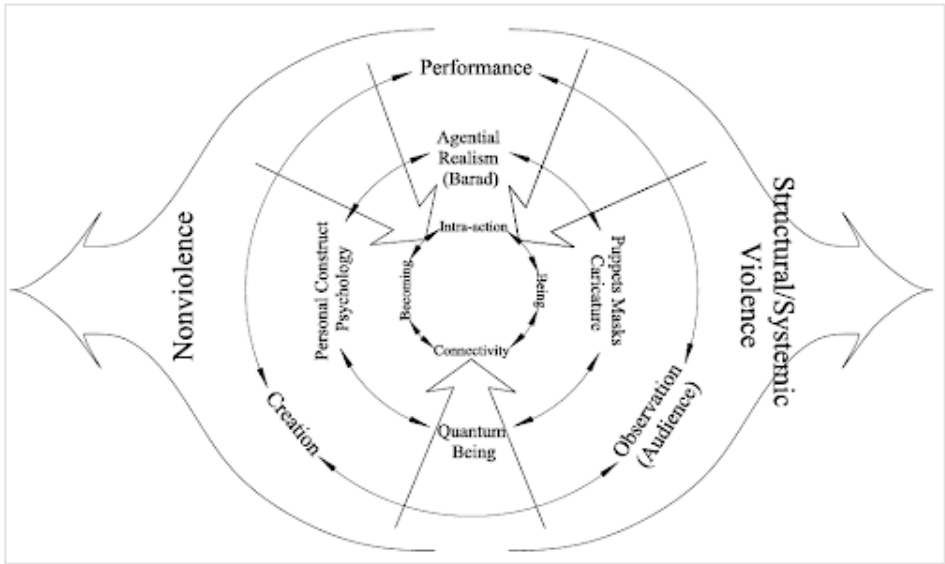 Performance
Agential
Realism
(Barad)
Intra-action
Nonviolence
Personal Construct
Psychology
Becoming
Being
Puppets Masks
Caricature
Structural/Systemic
Violence
Connectivity
Creation
Observation
(Audience)
Quantum
Being